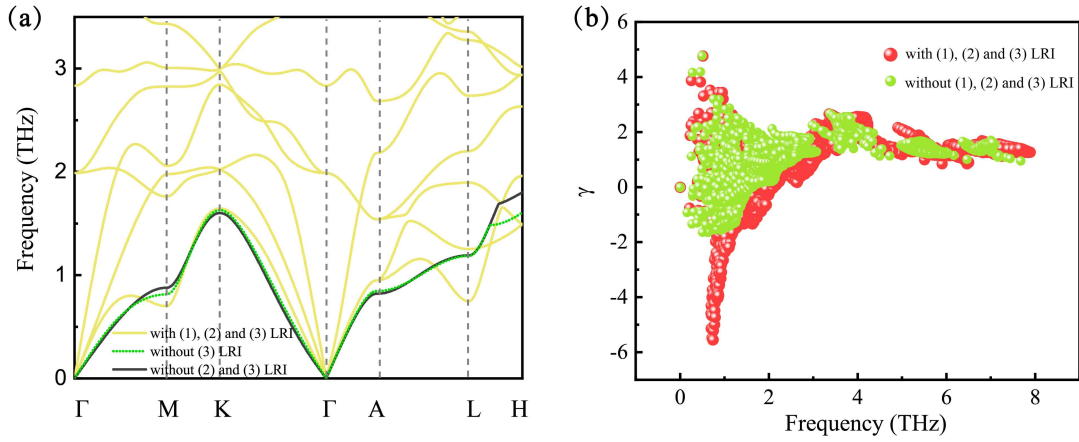 (a)
Frequency (THz)
3
2
1
0
with (1), (2) and (3) LRI
without (3) LRI
without (2) and (3) LRI
Γ M K Γ A L H
(b)
γ
6
4
2
0
-2
-4
-6
with (1), (2) and (3) LRI
without (1), (2) and (3) LRI
0 2 4 6 8
Frequency (THz)